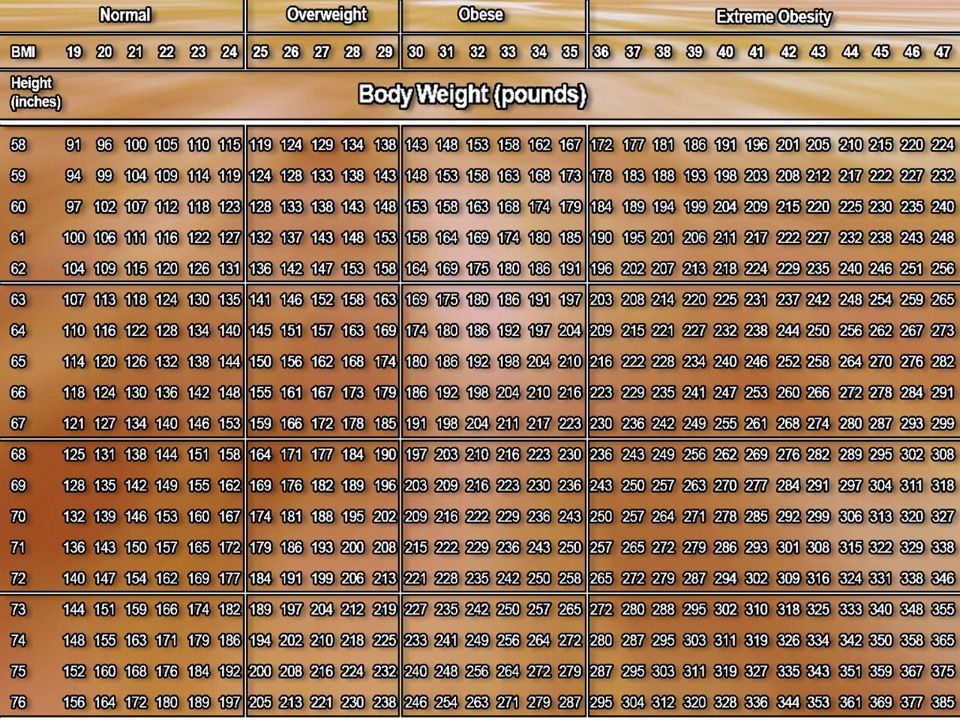 Normal Overweight Obese Extreme Obesity
BMI 19 20 21 22 23 24 25 26 27 28 29 30 31 32 33 34 35 36 37 38 39 40 41 42 43 44 45 46 47
Height
(inches)
Body Weight {pounds}
58 91 96 100 105 110 115 119 124 129 134 138 143 148 153 158 162 167 172 177 181 186 191 196 201 205 210 215 220 224
59 94 99 104 109 114 119 124 128 133 138 143 148 153 158 163 168 173 178 183 188 193 198 203 208 212 217 222 227 232
60 97 102 107 112 118 123 128 133 138 143 148 153 158 163 168 174 179 184 189 194 199 204 209 215 220 225 230 235 240
61 100 106 111 116 122 127 132 137 143 148 153 158 164 169 174 180 185 190 195 201 206 211 217 222 227 232 238 243 248
62 104 109 115 120 126 131 136 142 147 153 158 164 169 175 180 186 191 196 202 207 213 218 224 229 235 240 246 251 256
63 107 113 118 124 130 135 141 146 152 158 163 169 175 180 186 191 197 203 208 214 220 225 231 237 242 248 254 259 265
64 110 116 122 128 134 140 145 151 157 163 169 174 180 186 192 197 204 209 215 221 227 232 238 244 250 256 262 267 273
65 114 120 126 132 138 144 150 156 162 168 174 180 186 192 198 204 210 216 222 228 234 240 246 252 258 264 270 276 282
66 118 124 130 136 142 148 155 161 167 173 179 186 192 198 204 210 216 223 229 235 241 247 253 260 266 272 278 284 291
67 121 127 134 140 146 153 159 166 172 178 185 191 198 204 211 217 223 230 236 242 249 255 261 268 274 280 287 293 299
68 125 131 138 144 151 158 164 171 177 184 190 197 203 210 216 223 230 236 243 249 256 262 269 276 282 289 295 302 308
69 128 135 142 149 155 162 169 176 182 189 196 203 209 216 223 230 236 243 250 257 263 270 277 284 291 297 304 311 318
70 132 139 146 153 160 167 174 181 188 195 202 209 216 222 229 236 243 250 257 264 271 278 285 292 299 306 313 320 327
71 136 143 150 157 165 172 179 186 193 200 208 215 222 229 236 243 250 257 265 272 279 286 293 301 308 315 322 329 338
72 140 147 154 162 169 177 184 191 199 206 213 221 228 235 242 250 258 265 272 279 287 294 302 309 316 324 331 338 346
73 144 151 159 166 174 182 189 197 204 212 219 227 235 242 250 257 265 272 280 288 295 302 310 318 325 333 340 348 355
74 148 155 163 171 179 186 194 202 210 218 225 233 241 249 256 264 272 280 287 295 303 311 319 326 334 342 350 358 365
75 152 160 168 176 184 192 200 208 216 224 232 240 248 256 264 272 279 287 295 303 311 319 327 335 343 351 359 367 375
76 156 164 172 180 189 197 205 213 221 230 238 246 254 263 271 279 287 295 304 312 320 328 336 344 353 361 369 377 385